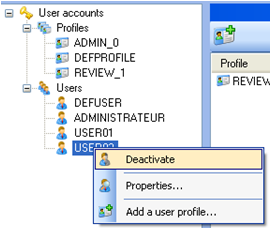 User accounts
Profiles
ADMIN_0
DEFPROFILE
REVIEW_1
Users
DEFUSER
ADMINISTRATEUR
USER01
Deactivate
Properties...
Add a user profile...
Profile
REVIEW